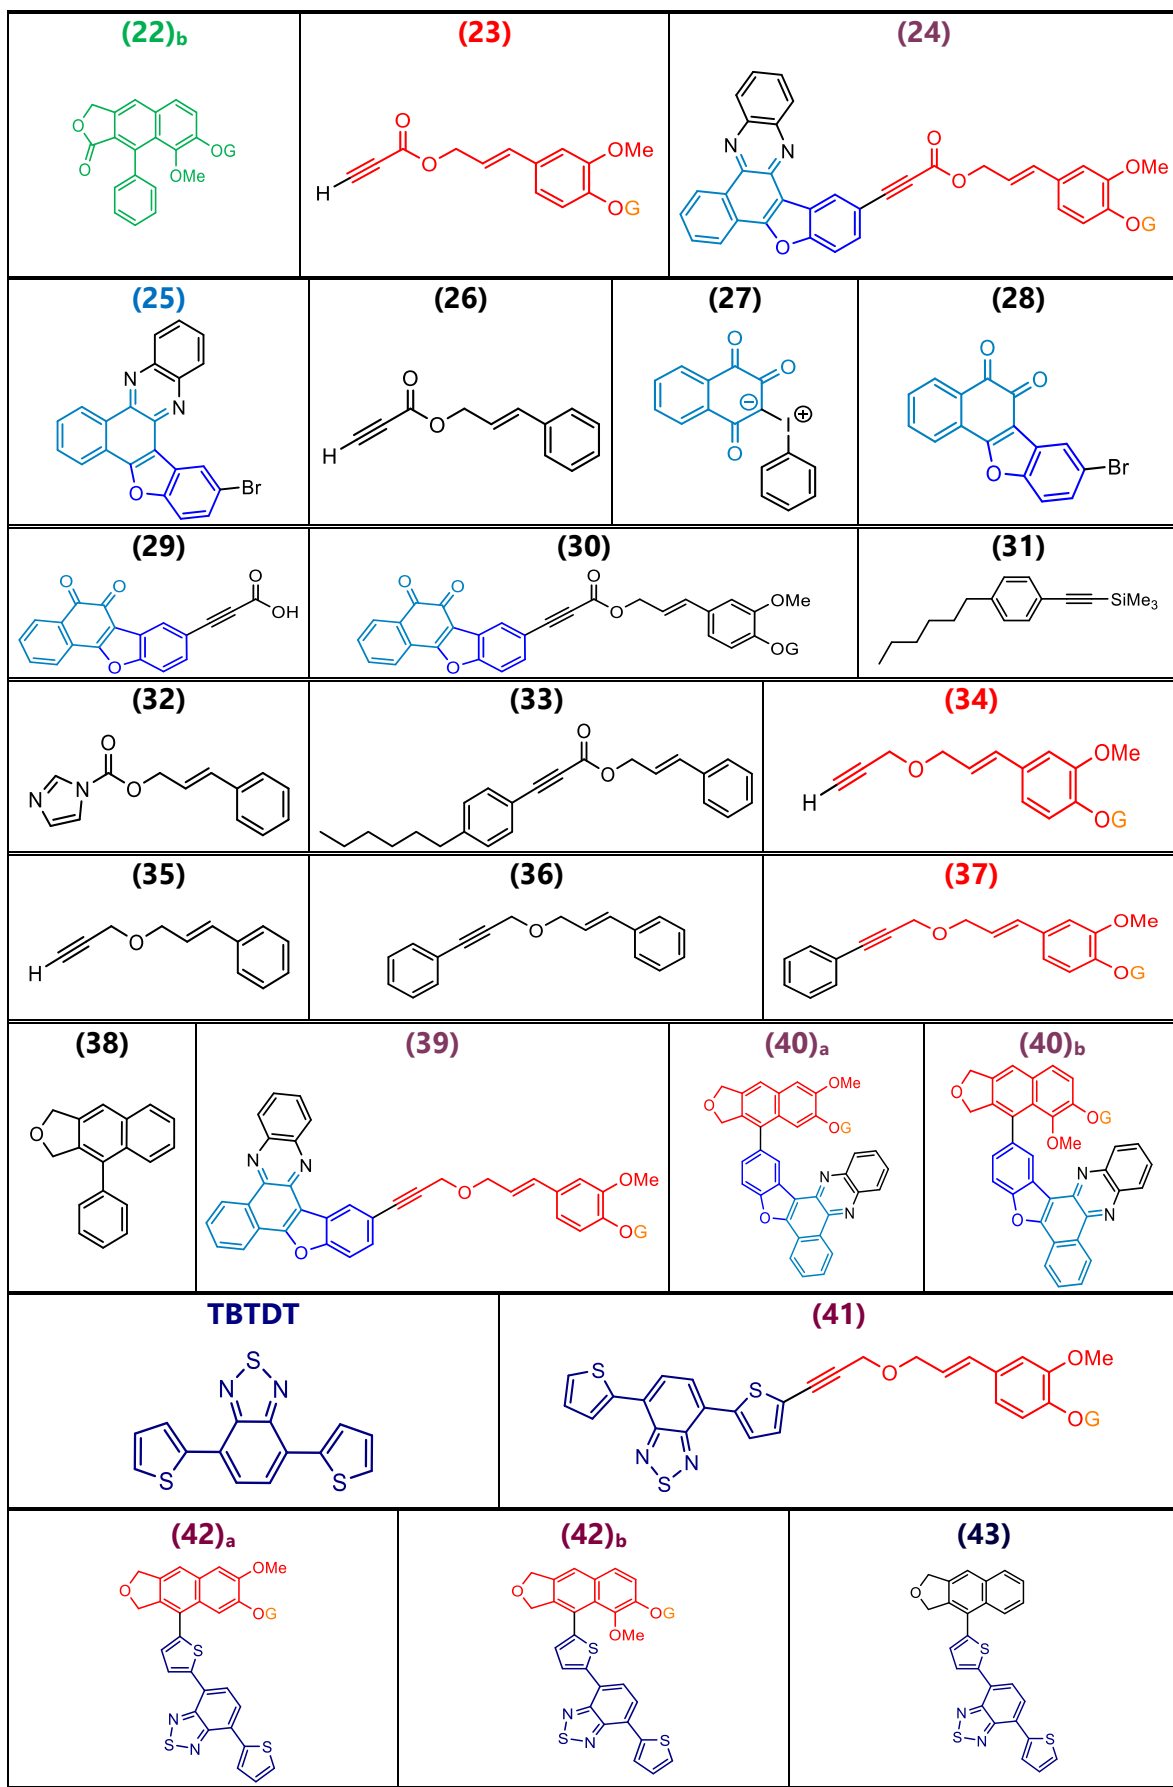 (22)b (23) (24)
O O OG OMe
H O O OMe OG
N N O O O OMe OG
(25) (26) (27) (28)
N N O Br
H O O
O O O ⊖ I ⊕
O O O Br
(29) (30) (31)
O O O O OH
O O O O O OMe OG
SiMe3
(32) (33) (34)
N N O O
O O
H O OMe OG
(35) (36) (37)
H O
O
O OMe OG
(38) (39) (40)a (40)b
O
N N O O OMe OG
O OMe OG N N O
O OG OMe N N O
TBTDT (41)
S N N S S
S S N N S O OMe OG
(42)a (42)b (43)
O OMe OG S N S N S
O OG OMe S N S N S
O S N S N S